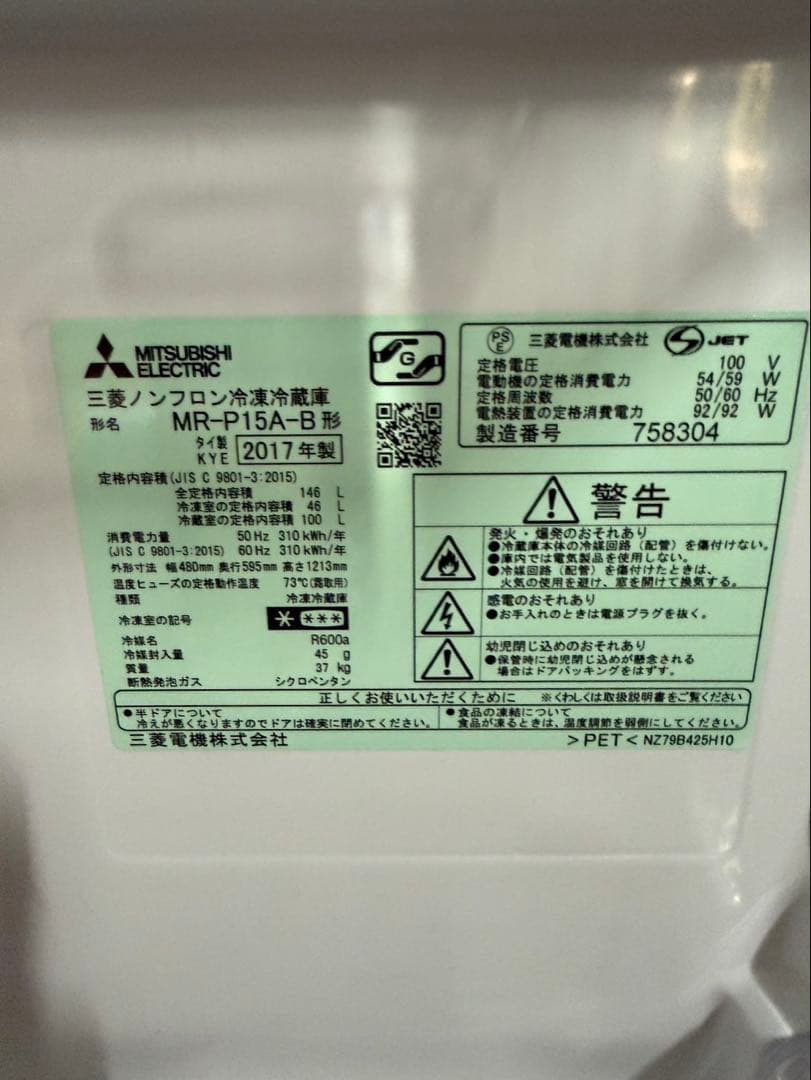 MITSUBISHI
ELECTRIC
三菱ノンフロン冷凍冷蔵庫
形名 MR-P15A-B形
タイ製
KYE
2017年製
定格内容積(JIS C 9801-3:2015)
全定格内容積 146 L
冷凍室の定格内容積 46 L
冷蔵室の定格内容積 100 L
消費電力量 50 Hz 310 kWh/年
(JIS C 9801-3:2015) 60 Hz 310 kWh/年
外形寸法 幅480mm 奥行595mm 高さ1213mm
温度ヒューズの定格動作温度 73℃(霜取用)
種類 冷凍冷蔵庫
冷凍室の記号 * ***
冷媒名 R600a
冷媒封入量 45 g
質量 37 kg
断熱発泡ガス シクロペンタン
G
PS
E
三菱電機株式会社 S JET
定格電圧 100 V
電動機の定格消費電力 54/59 W
定格周波数 50/60 Hz
電熱装置の定格消費電力 92/92 W
製造番号 758304
警告
発火・爆発のおそれあり
●冷蔵庫本体の冷媒回路(配管)を傷付けない。
●庫内では電気製品を使用しない。
●冷媒回路(配管)を傷付けたときは、
火気の使用を避け、窓を開けて換気する。
感電のおそれあり
●お手入れのときは電源プラグを抜く。
幼児閉じ込めのおそれあり
●保管時に幼児閉じ込めが懸念される
場合はドアパッキングをはずす。
正しくお使いいただくために ※くわしくは取扱説明書をご覧ください
●半ドアについて
冷えが悪くなりますのでドアは確実に閉めてください。
●食品の凍結について
食品が凍るときは、温度調節を弱側にしてください。
三菱電機株式会社
>PET< NZ79B425H10